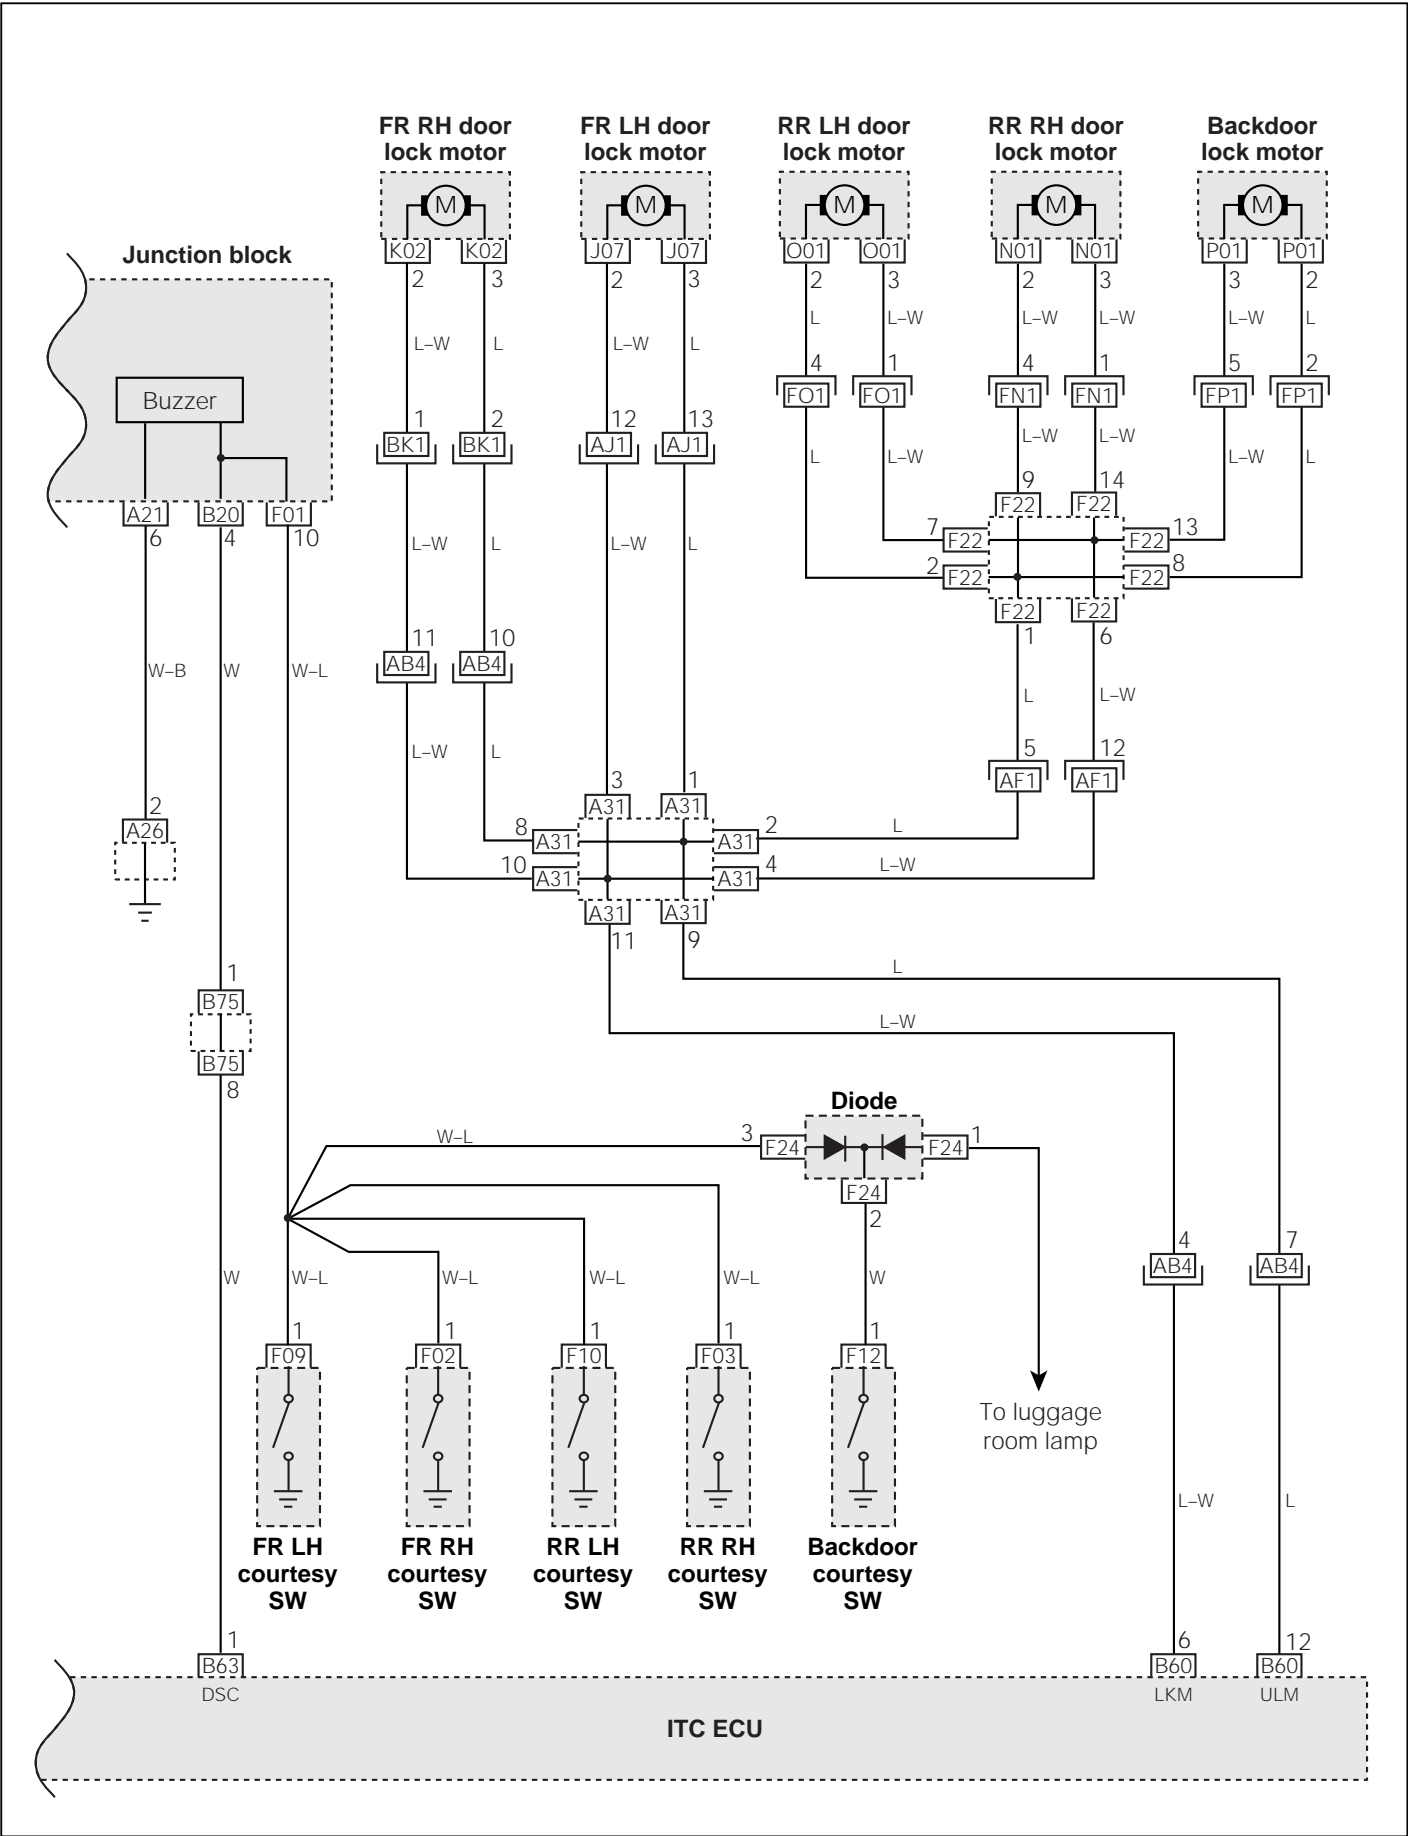 FR RH door
lock motor
FR LH door
lock motor
RR LH door
lock motor
RR RH door
lock motor
Backdoor
lock motor
M M M M M
K02 K02 J07 J07 O01 O01 N01 N01 P01 P01
2 3 2 3 2 3 2 3 3 2
Junction block
L L–W L–W L–W L–W L
L–W L L–W L
4 1 4 1 5 2
FO1 FO1 FN1 FN1 FP1 FP1
Buzzer
1 2 12 13
BK1 BK1 AJ1 AJ1
L–W L–W
L L–W L–W L
9 14
F22 F22
A21 B20 F01
6 4 10
7 F22 F22 13
L–W L L–W L
2 F22 F22 8
F22 F22
1 6
11 10
AB4 AB4
W–B W W–L
L L–W
L–W L
5 12
AF1 AF1
3 1
A31 A31
2
A26
8 A31 A31 2 L
10 A31 A31 4 L–W
A31 A31
11 9
L
1
B75
L–W
B75
8
Diode
W–L
3 F24 F24 1
F24
2
4 7
AB4 AB4
W W–L W–L W–L W–L W
1 1 1 1 1
F09 F02 F10 F03 F12
To luggage
room lamp
L–W L
FR LH
courtesy
SW
FR RH
courtesy
SW
RR LH
courtesy
SW
RR RH
courtesy
SW
Backdoor
courtesy
SW
1 6 12
B63 B60 B60
DSC LKM ULM
ITC ECU